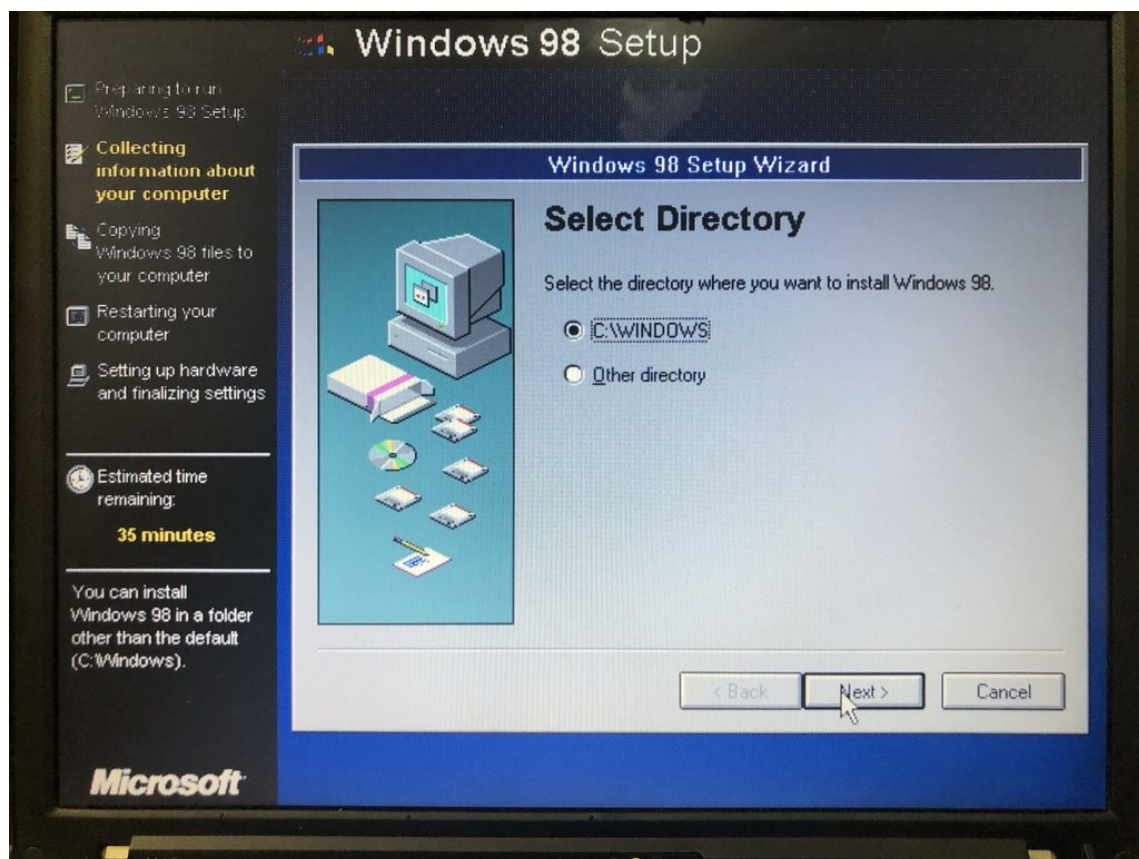 Windows 98 Setup
Preparing to run
Windows 98 Setup
Collecting
information about
your computer
Copying
Windows 98 files to
your computer
Restarting your
computer
Setting up hardware
and finalizing settings
Estimated time
remaining:
35 minutes
You can install
Windows 98 in a folder
other than the default
(C:\Windows).
Microsoft
Windows 98 Setup Wizard
Select Directory
Select the directory where you want to install Windows 98.
C:\WINDOWS
Other directory
< Back
Next >
Cancel